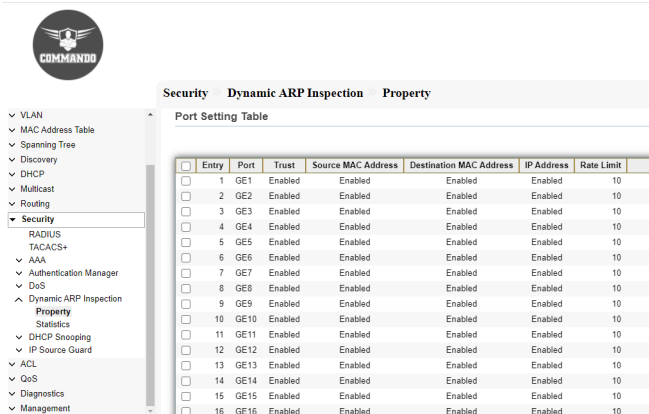 COMMANDO
Security » Dynamic ARP Inspection » Property
VLAN
MAC Address Table
Spanning Tree
Discovery
DHCP
Multicast
Routing
Security
RADIUS
TACACS+
AAA
Authentication Manager
DoS
Dynamic ARP Inspection
Property
Statistics
DHCP Snooping
IP Source Guard
ACL
QoS
Diagnostics
Management
Port Setting Table
Entry Port Trust Source MAC Address Destination MAC Address IP Address Rate Limit
1 GE1 Enabled Enabled Enabled Enabled 10
2 GE2 Enabled Enabled Enabled Enabled 10
3 GE3 Enabled Enabled Enabled Enabled 10
4 GE4 Enabled Enabled Enabled Enabled 10
5 GE5 Enabled Enabled Enabled Enabled 10
6 GE6 Enabled Enabled Enabled Enabled 10
7 GE7 Enabled Enabled Enabled Enabled 10
8 GE8 Enabled Enabled Enabled Enabled 10
9 GE9 Enabled Enabled Enabled Enabled 10
10 GE10 Enabled Enabled Enabled Enabled 10
11 GE11 Enabled Enabled Enabled Enabled 10
12 GE12 Enabled Enabled Enabled Enabled 10
13 GE13 Enabled Enabled Enabled Enabled 10
14 GE14 Enabled Enabled Enabled Enabled 10
15 GE15 Enabled Enabled Enabled Enabled 10
16 GE16 Enabled Enabled Enabled Enabled 10